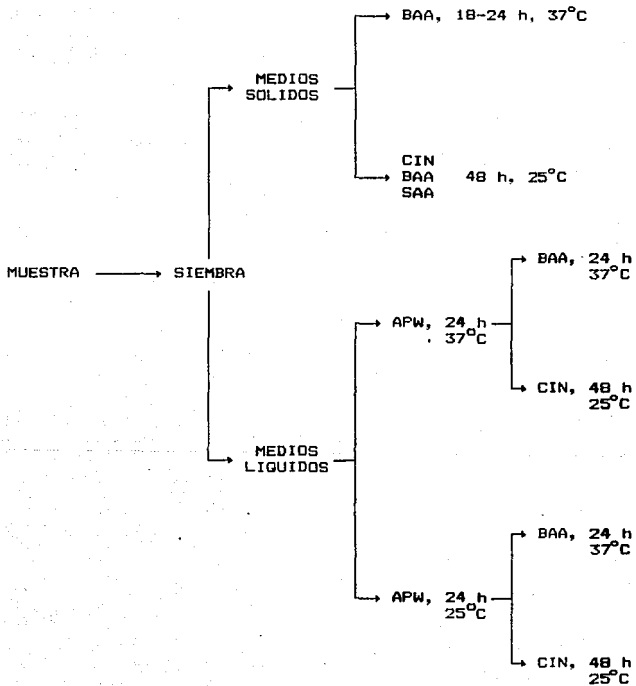 BAA, 18-24 h, 37°C
MEDIOS
SOLIDOS
CIN
BAA 48 h, 25°C
SAA
MUESTRA
SIEMBRA
BAA, 24 h
37°C
APW, 24 h
37°C
CIN, 48 h
25°C
MEDIOS
LIQUIDOS
BAA, 24 h
37°C
APW, 24 h
25°C
CIN, 48 h
25°C